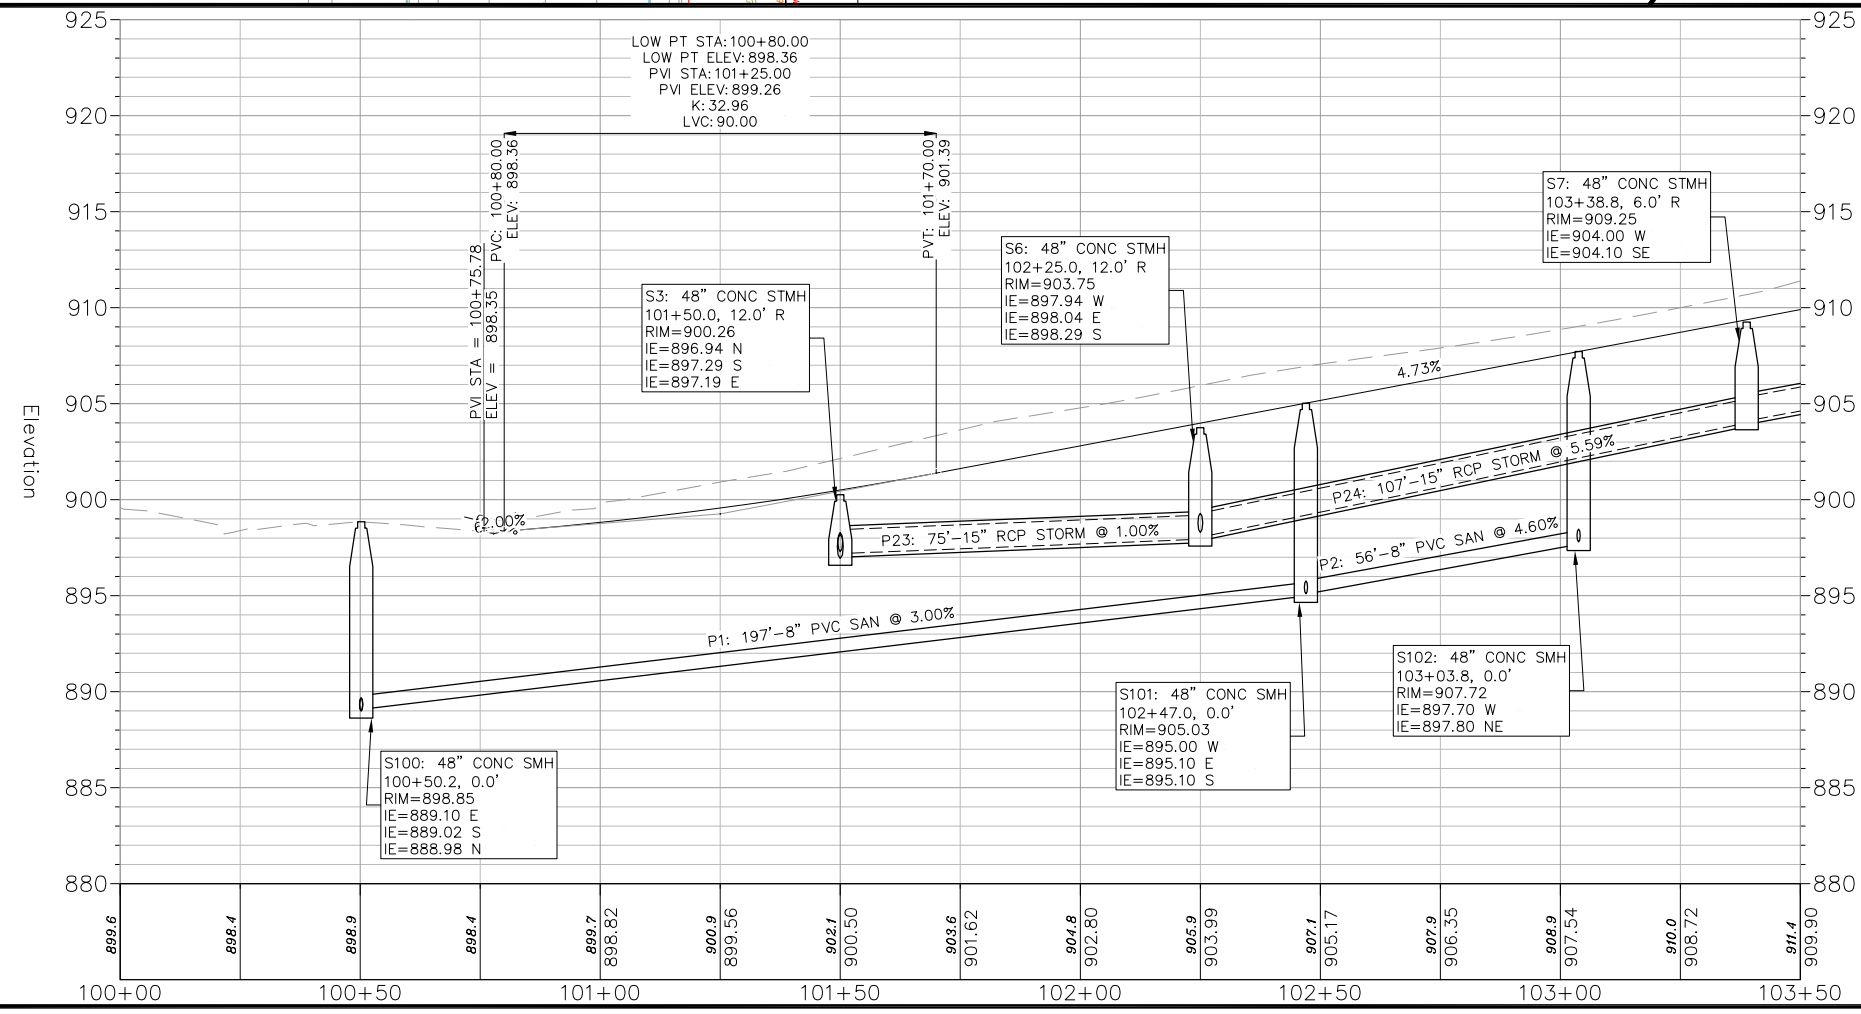 LOW PT STA: 100+80.00
LOW PT ELEV: 898.36
PVI STA: 101+25.00
PVI ELEV: 899.26
K: 32.96
LVC: 90.00
PVI STA = 100+75.78
ELEV = 898.35
PVC: 100+80.00
ELEV: 898.36
PVT: 101+70.00
ELEV: 901.39
S3: 48" CONC STMH
101+50.0, 12.0' R
RIM=900.26
IE=896.94 N
IE=897.29 S
IE=897.19 E
S6: 48" CONC STMH
102+25.0, 12.0' R
RIM=903.75
IE=897.94 W
IE=898.04 E
IE=898.29 S
S7: 48" CONC STMH
103+38.8, 6.0' R
RIM=909.25
IE=904.00 W
IE=904.10 SE
4.73%
2.00%
P23: 75'-15" RCP STORM @ 1.00%
P24: 107'-15" RCP STORM @ 5.59%
P2: 56'-8" PVC SAN @ 4.60%
P1: 197'-8" PVC SAN @ 3.00%
S100: 48" CONC SMH
100+50.2, 0.0'
RIM=898.85
IE=889.10 E
IE=889.02 S
IE=888.98 N
S101: 48" CONC SMH
102+47.0, 0.0'
RIM=905.03
IE=895.00 W
IE=895.10 E
IE=895.10 S
S102: 48" CONC SMH
103+03.8, 0.0'
RIM=907.72
IE=897.70 W
IE=897.80 NE
Elevation
925
920
915
910
905
900
895
890
885
880
925
920
915
910
905
900
895
890
885
880
899.6
898.4
898.9
898.4
899.7
898.82
900.9
899.56
902.1
900.50
903.6
901.62
904.8
902.80
905.9
903.99
907.1
905.17
907.9
906.35
908.9
907.54
910.0
908.72
911.4
909.90
100+00 100+50 101+00 101+50 102+00 102+50 103+00 103+50